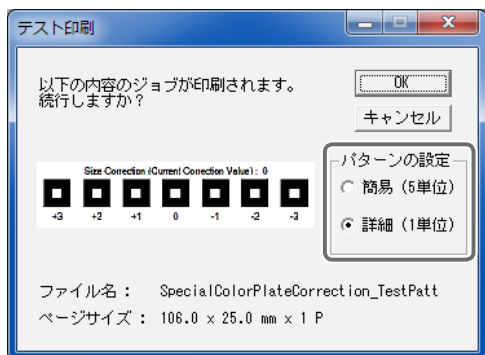 テスト印刷
以下の内容のジョブが印刷されます。
続行しますか？
OK
キャンセル
Size Correction (Current Correction Value) : 0
+3 +2 +1 0 -1 -2 -3
パターンの設定
簡易（5単位）
詳細（1単位）
ファイル名： SpecialColorPlateCorrection_TestPatt
ページサイズ： 106.0 x 25.0 mm x 1 P